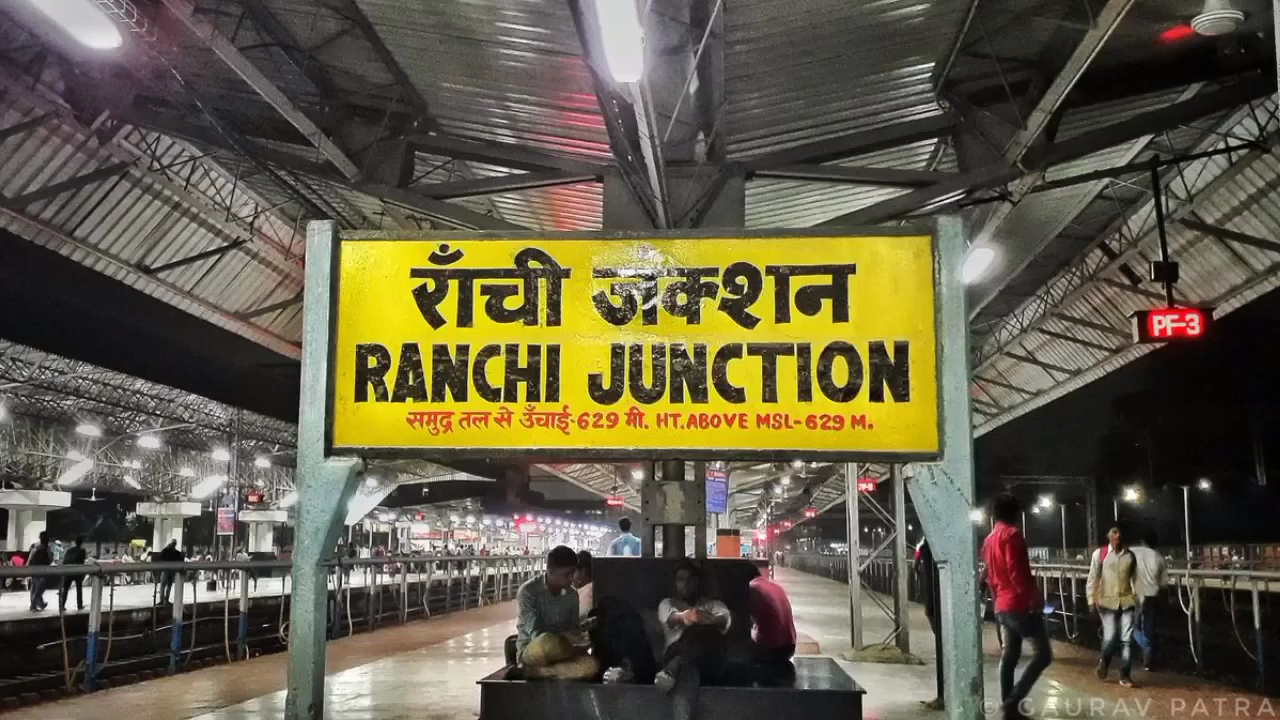 राँची जंक्शन
RANCHI JUNCTION
समुद्र तल से उँचाई-629 मी. HT.ABOVE MSL-629 M.
PF-3
© GAURAV PATRA